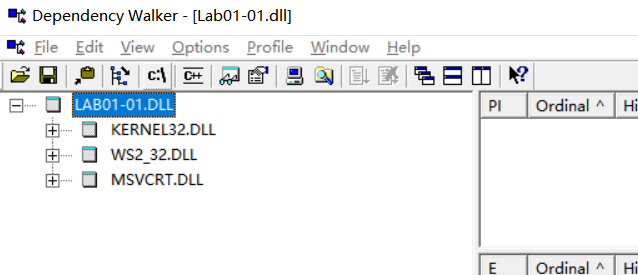 Dependency Walker - [Lab01-01.dll]
File Edit View Options Profile Window Help
c:\ C++
LAB01-01.DLL
KERNEL32.DLL
WS2_32.DLL
MSVCRT.DLL
PI Ordinal ^ Hi
E Ordinal ^ Hi